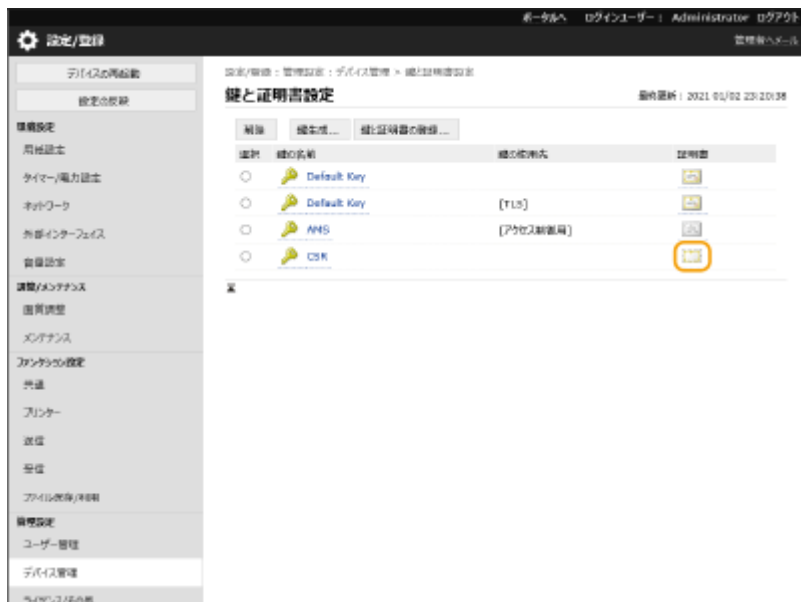 ポータルへ ログインユーザー： Administrator ログアウト
設定/登録
管理者へメール
デバイスの再起動
設定の反映
設定/登録 : 管理設定 : デバイス管理 > 鍵と証明書設定
鍵と証明書設定
最終更新 : 2021 01/02 23:20:38
環境設定
用紙設定
タイマー/電力設定
ネットワーク
外部インターフェイス
音量設定
調整/メンテナンス
画質調整
メンテナンス
ファンクション設定
共通
プリンター
送信
受信
ファイル保存/利用
管理設定
ユーザー管理
デバイス管理
ライセンス/その他
削除 鍵生成... 鍵と証明書の登録...
選択 鍵の名前 鍵の使用先 証明書
Default Key
Default Key [TLS]
AMS [アクセス制御用]
CSR